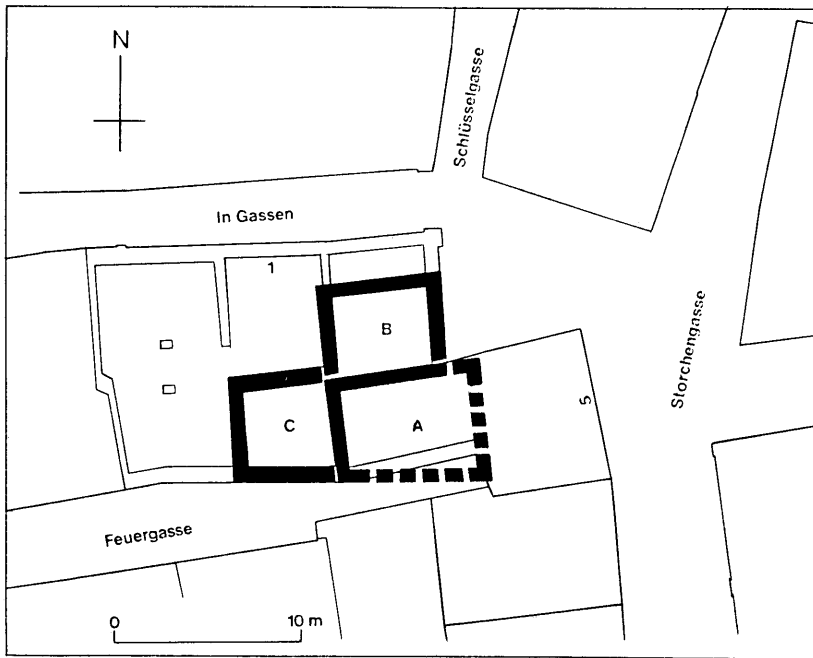 N
Schlüsselgasse
In Gassen
1
B
Storchengasse
5
C
A
Feuergasse
0
10 m